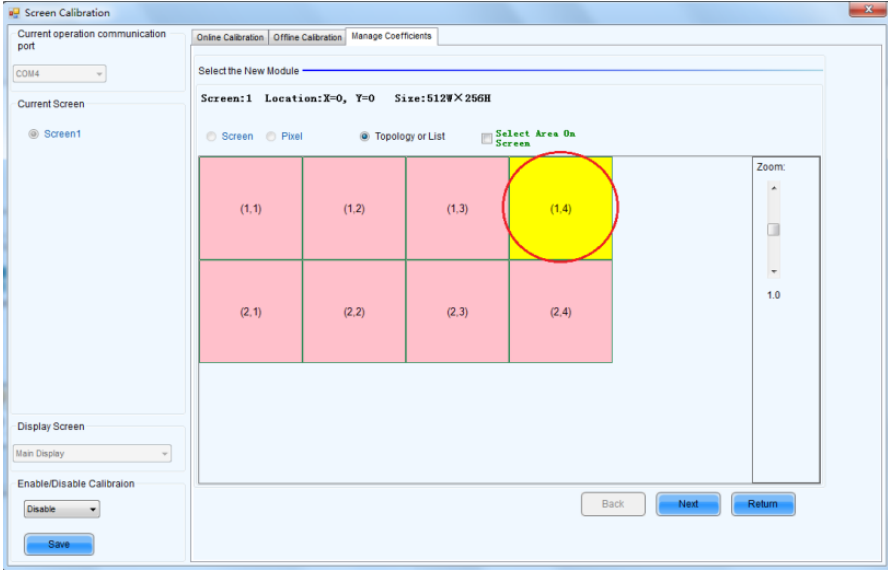 Screen Calibration
Current operation communication
port
COM4
Current Screen
Screen1
Display Screen
Main Display
Enable/Disable Calibraion
Disable
Save
Online Calibration Offline Calibration Manage Coefficients
Select the New Module
Screen:1 Location:X=0, Y=0 Size:512W×256H
Screen Pixel Topology or List Select Area On
Screen
(1,1) (1,2) (1,3) (1,4)
(2,1) (2,2) (2,3) (2,4)
Zoom:
1.0
Back Next Return